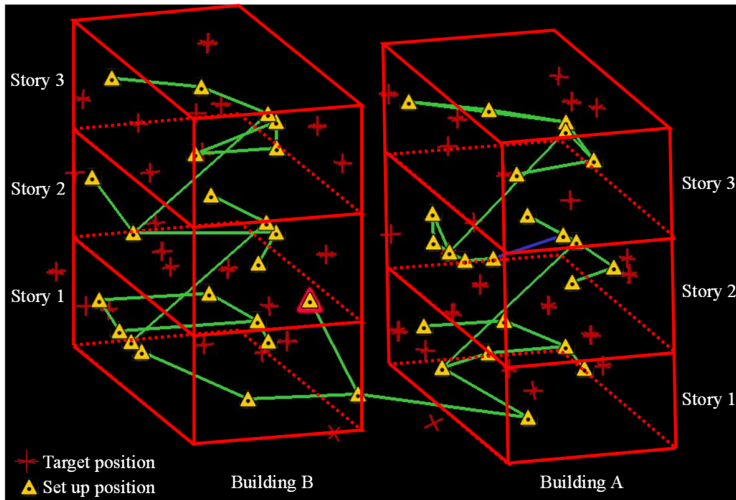 Story 3
Story 2
Story 1
Story 3
Story 2
Story 1
Target position
Set up position
Building B
Building A